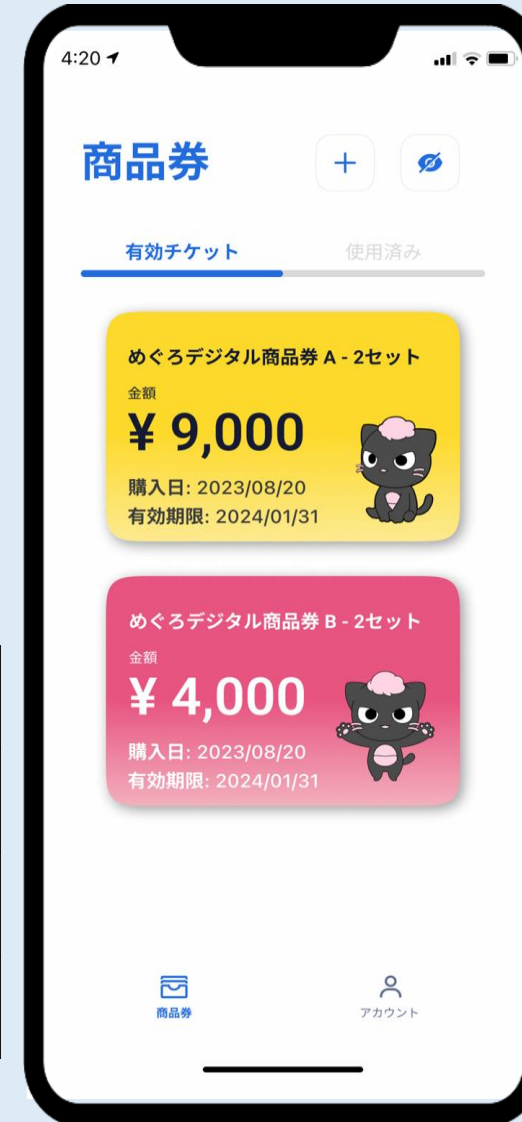 4:20
商品券
有効チケット
使用済み
めぐろデジタル商品券 A - 2セット
金額
¥ 9,000
購入日: 2023/08/20
有効期限: 2024/01/31
めぐろデジタル商品券 B - 2セット
金額
¥ 4,000
購入日: 2023/08/20
有効期限: 2024/01/31
商品券
アカウント